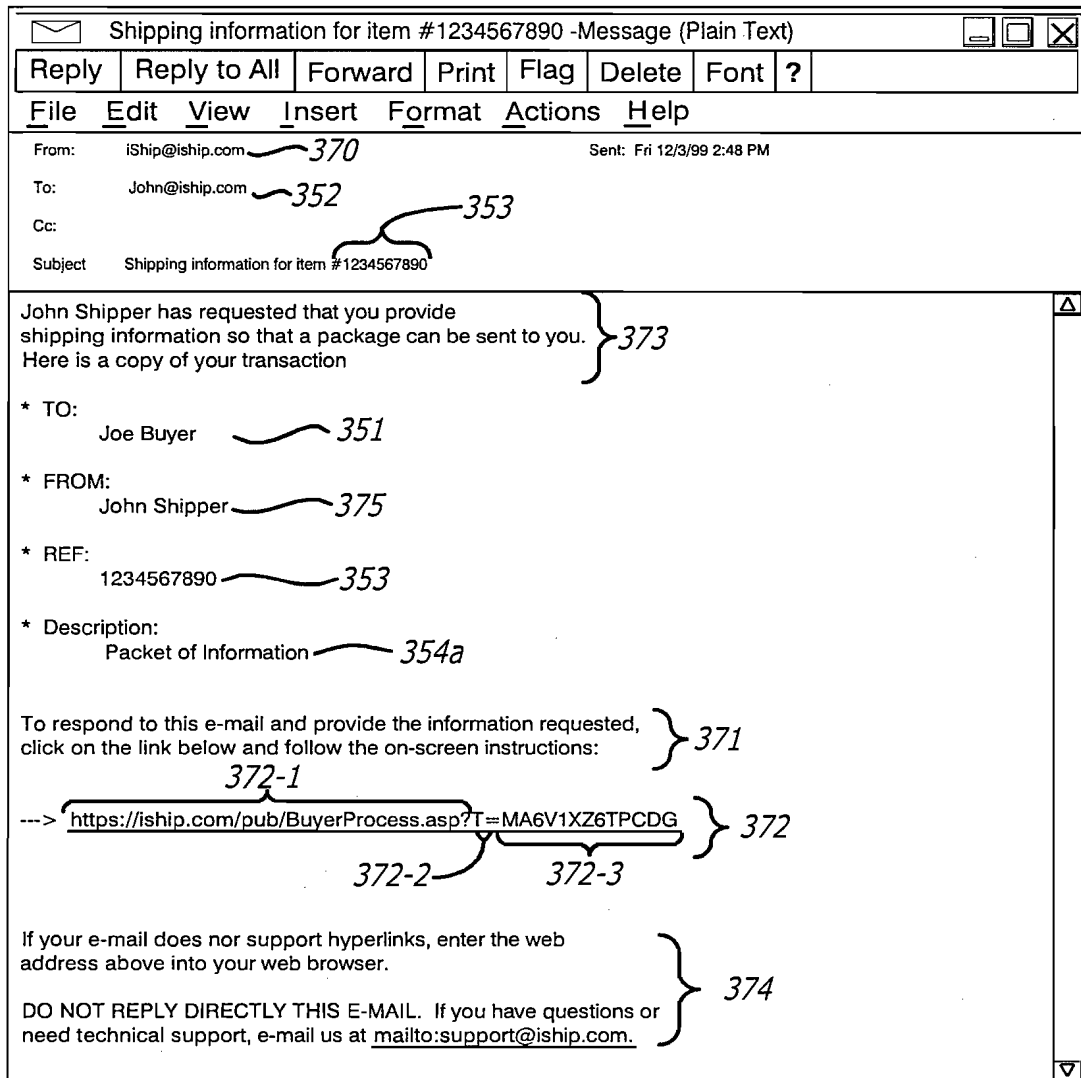 Shipping information for item #1234567890 -Message (Plain Text)
Reply Reply to All Forward Print Flag Delete Font ?
File Edit View Insert Format Actions Help
From: iShip@iship.com 370 Sent: Fri 12/3/99 2:48 PM
To: John@iship.com 352
353
Cc:
Subject Shipping information for item #1234567890
John Shipper has requested that you provide
shipping information so that a package can be sent to you. 373
Here is a copy of your transaction
* TO:
Joe Buyer 351
* FROM:
John Shipper 375
* REF:
1234567890 353
* Description:
Packet of Information 354a
To respond to this e-mail and provide the information requested,
click on the link below and follow the on-screen instructions: 371
372-1
---> https://iship.com/pub/BuyerProcess.asp?T=MA6V1XZ6TPCDG 372
372-2 372-3
If your e-mail does nor support hyperlinks, enter the web
address above into your web browser.
374
DO NOT REPLY DIRECTLY THIS E-MAIL. If you have questions or
need technical support, e-mail us at mailto:support@iship.com.